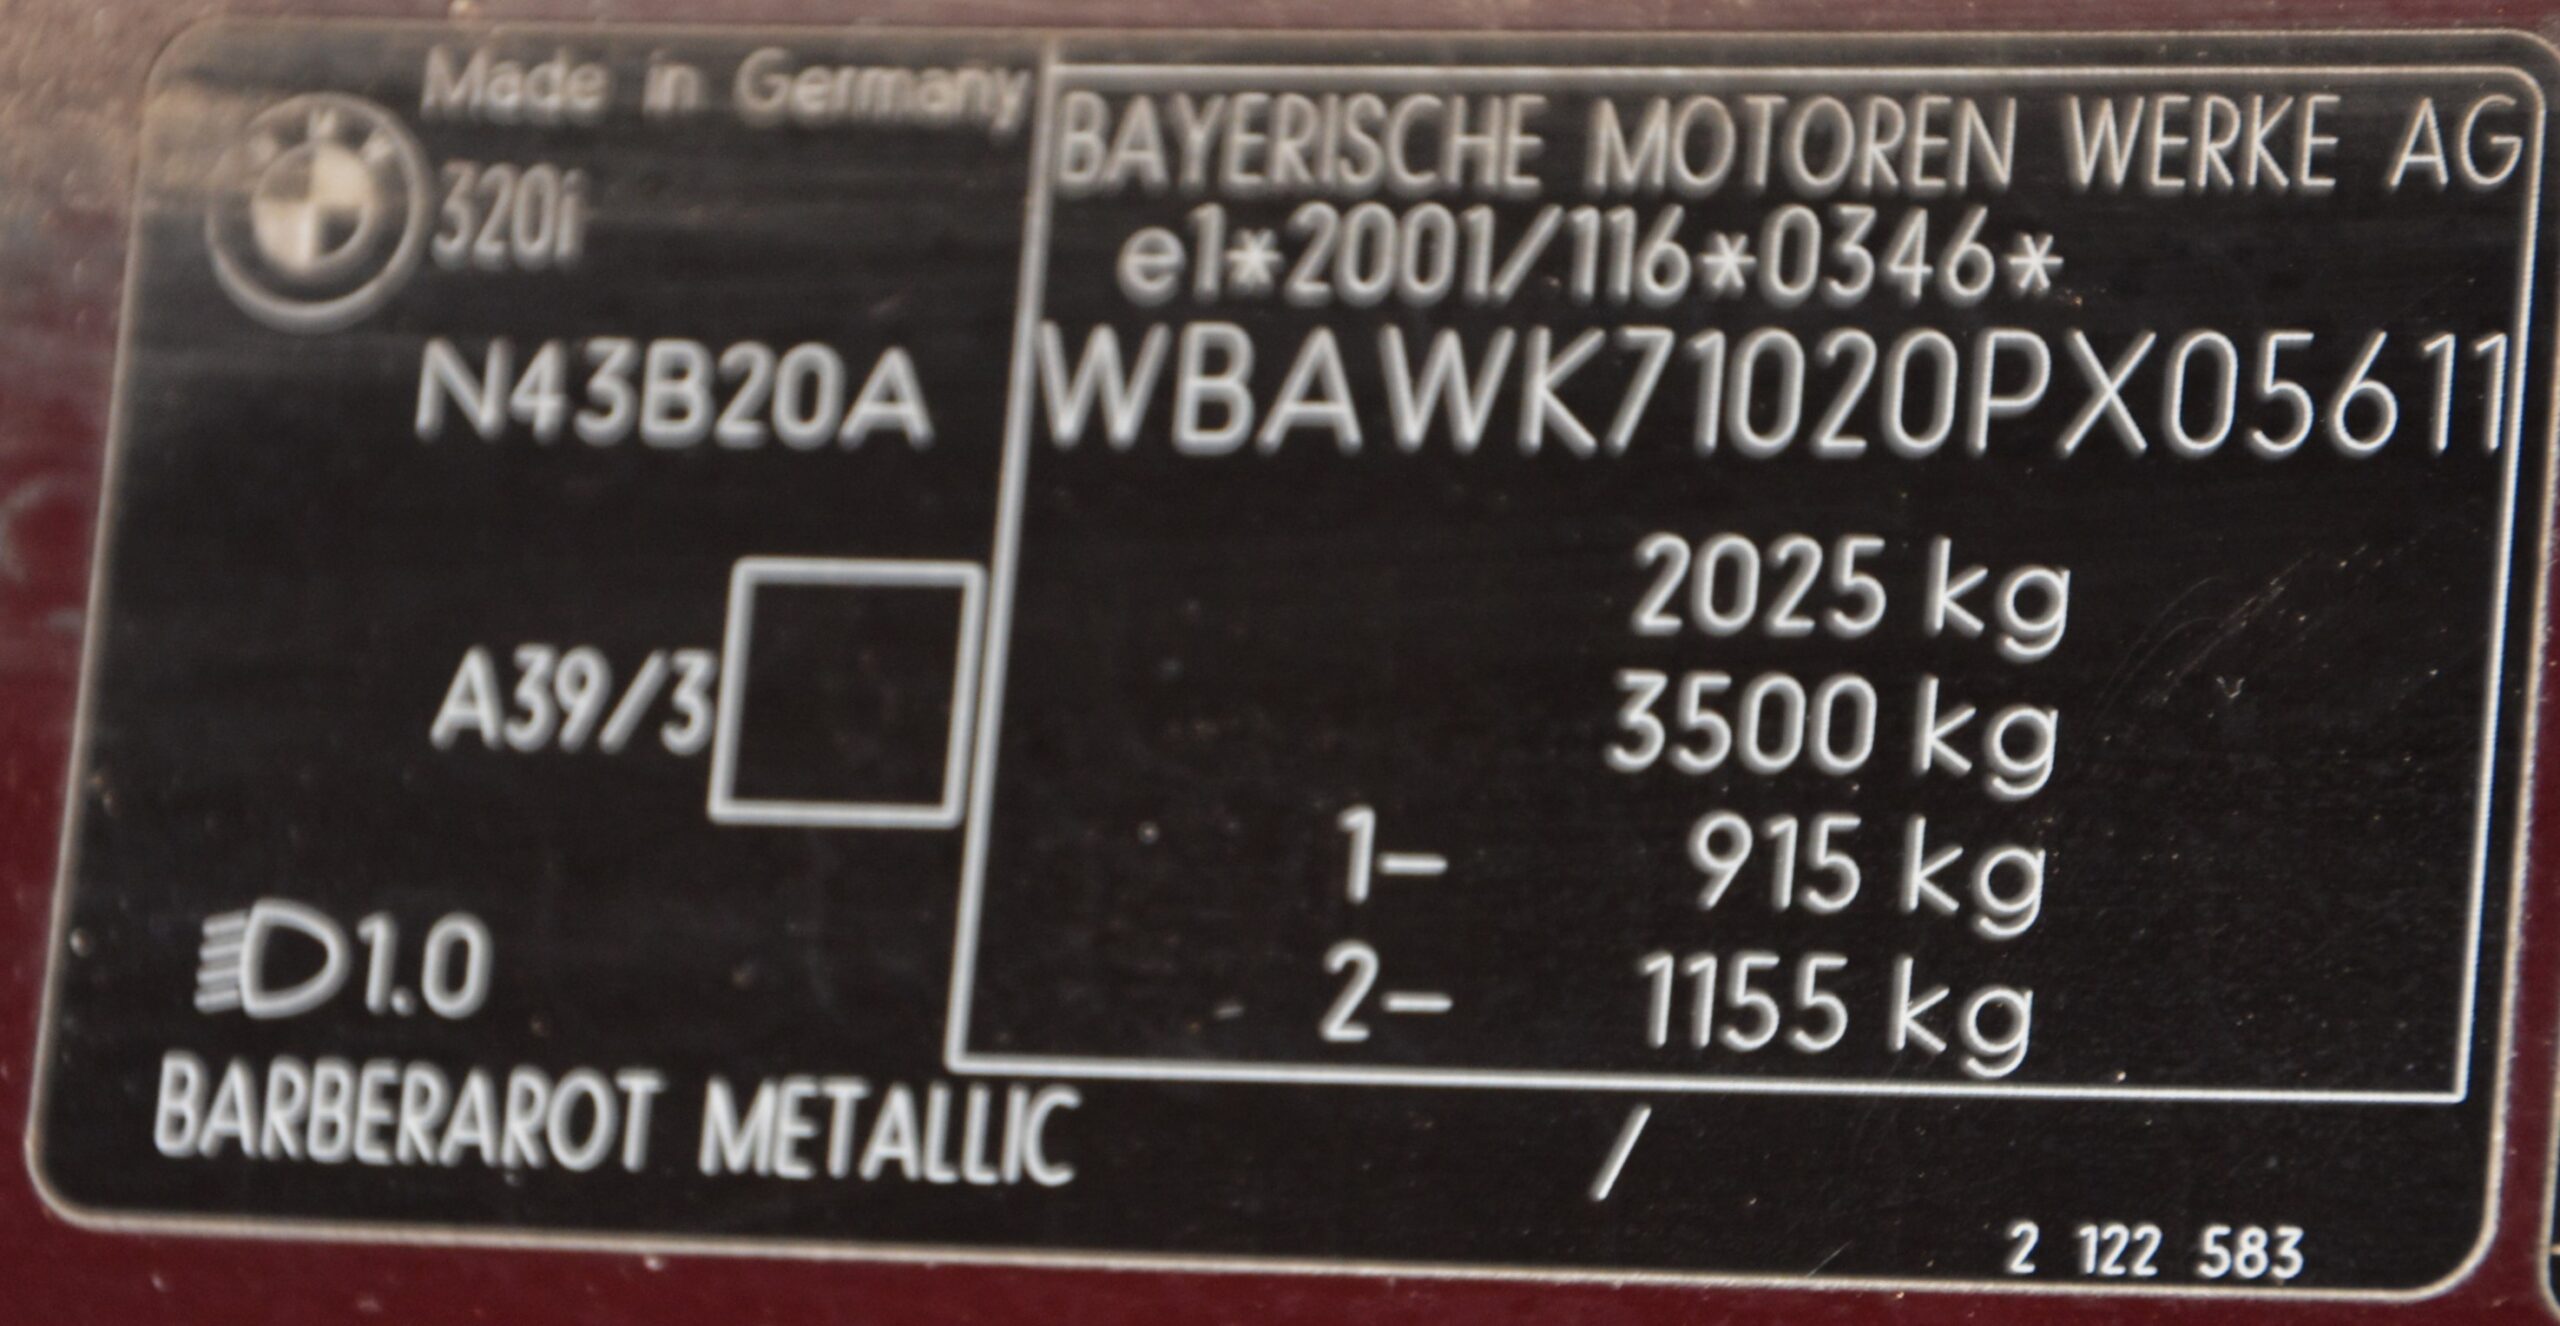 Made in Germany
320i
N43B20A
A39/3
1.0
BARBERAROT METALLIC
BAYERISCHE MOTOREN WERKE AG
e1*2001/116*0346*
WBAWK71020PX05611
2025 kg
3500 kg
1- 915 kg
2- 1155 kg
/
2 122 583